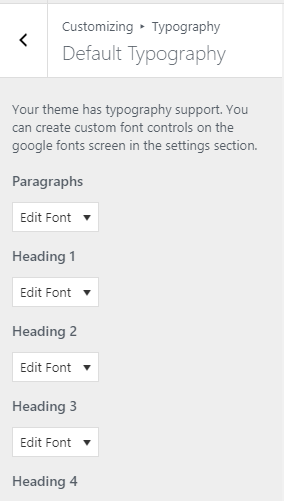 Customizing ▸ Typography
Default Typography
Your theme has typography support. You
can create custom font controls on the
google fonts screen in the settings section.
Paragraphs
Edit Font ▼
Heading 1
Edit Font ▼
Heading 2
Edit Font ▼
Heading 3
Edit Font ▼
Heading 4